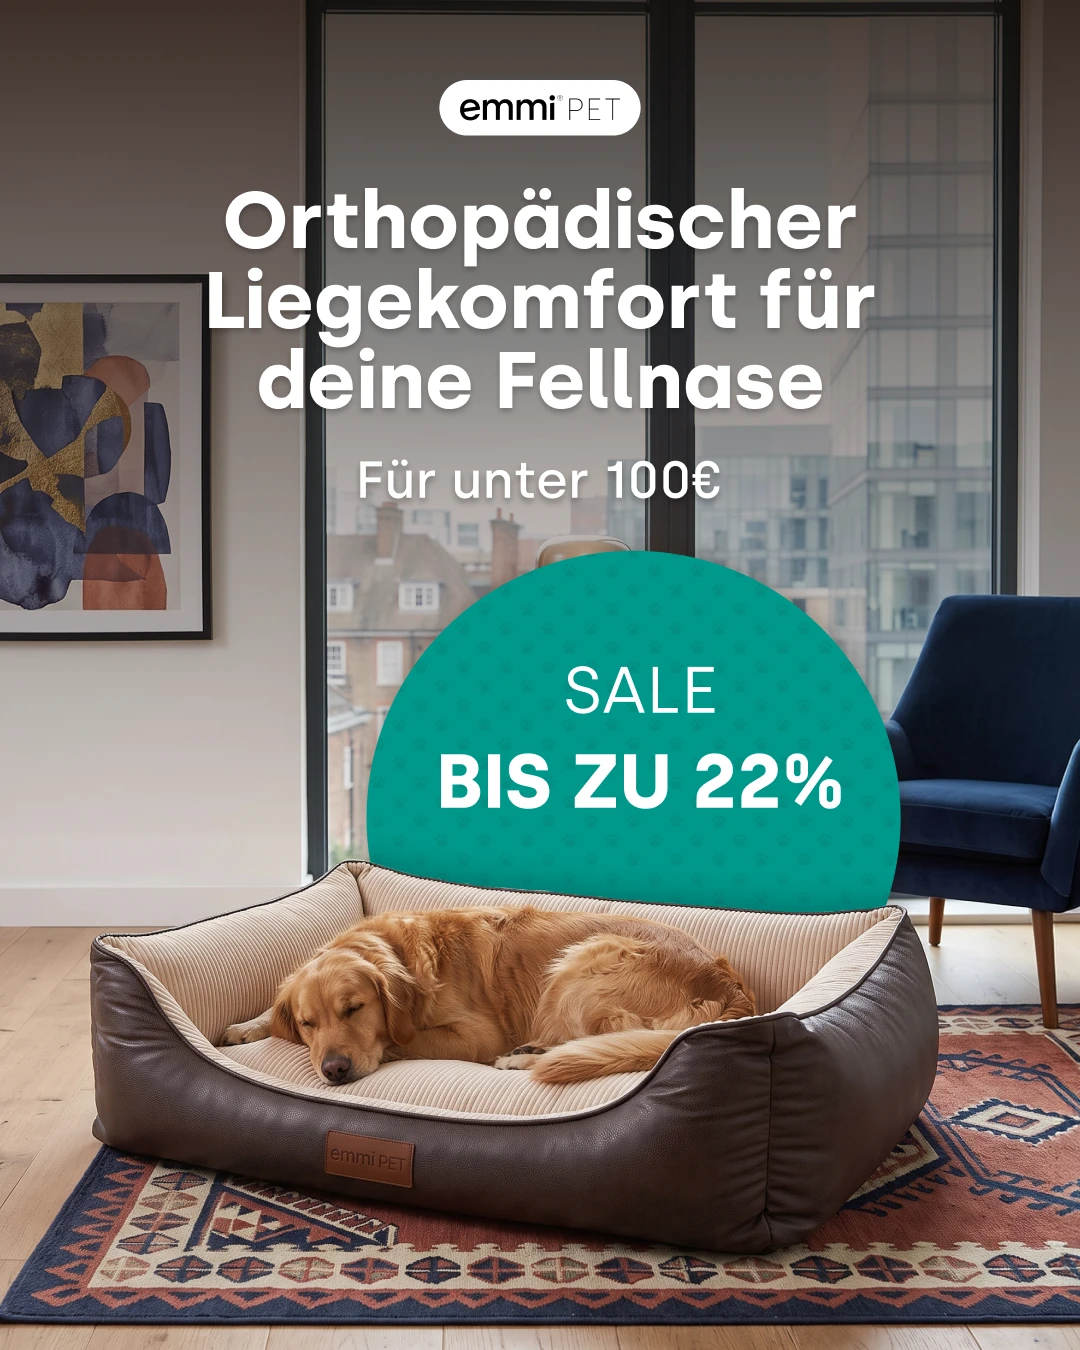 emmi® PET
Orthopädischer
Liegekomfort für
deine Fellnase
Für unter 100€
SALE
BIS ZU 22%
emmi PET